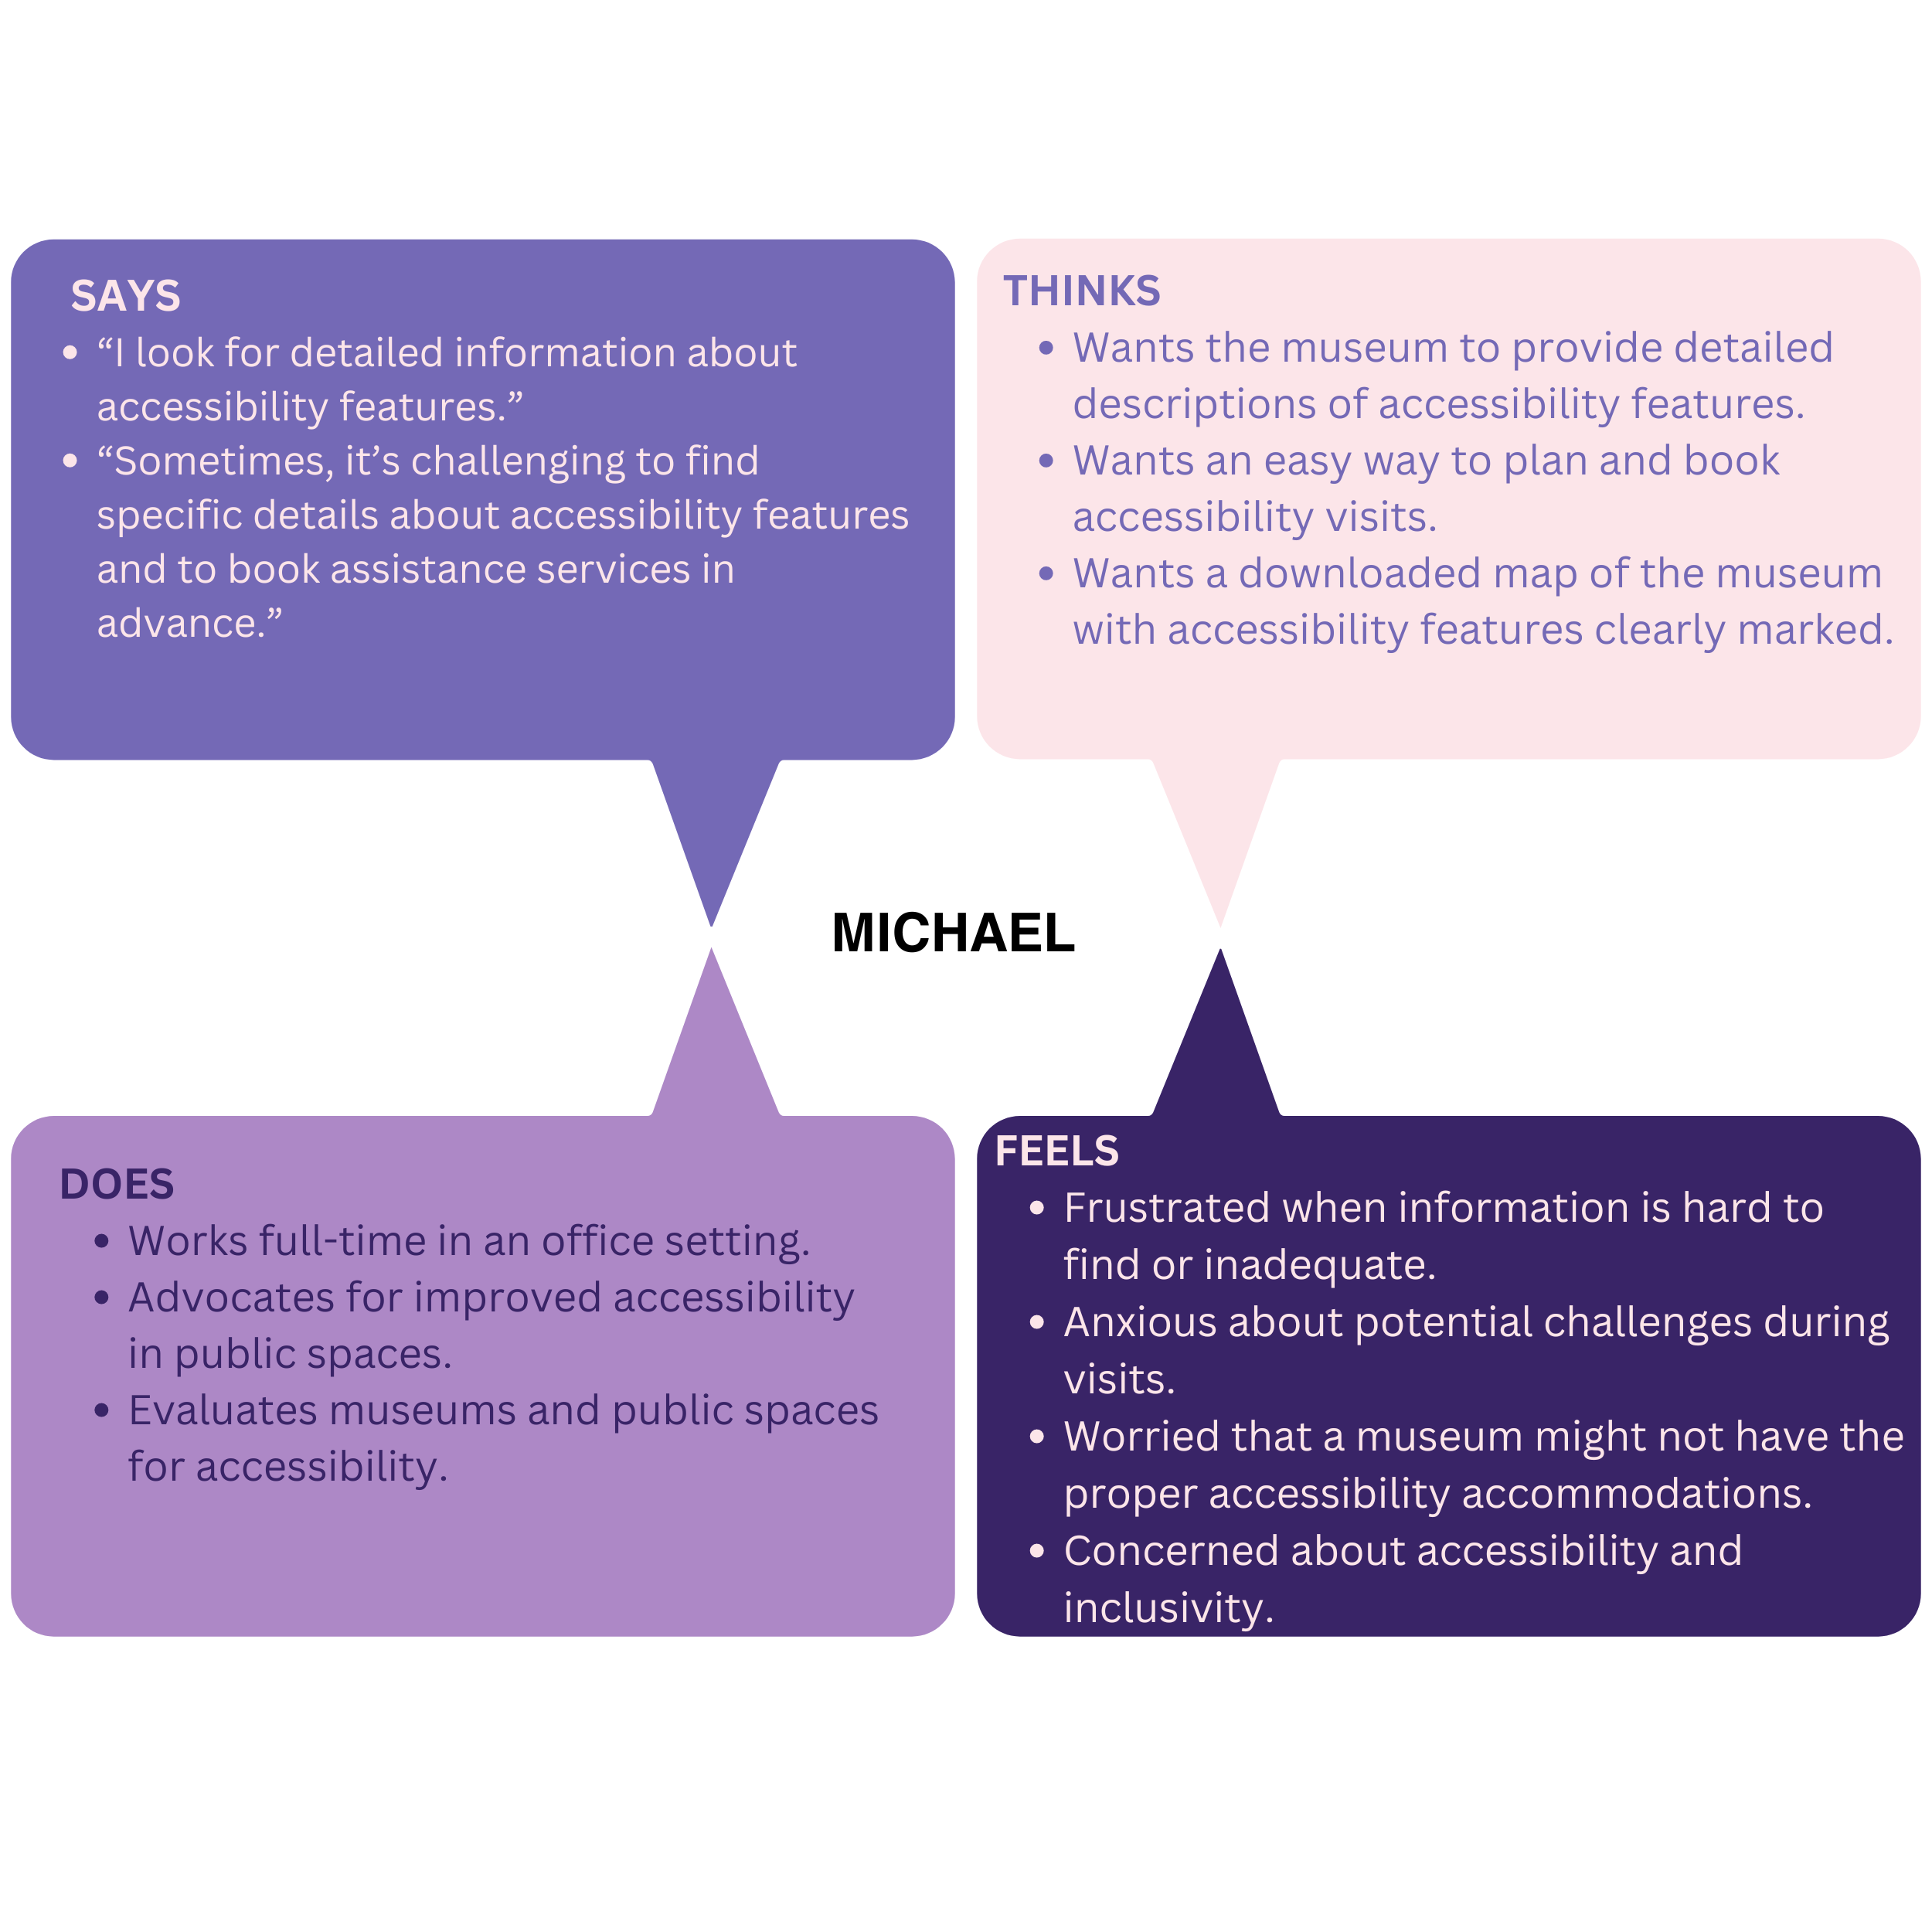 SAYS
• “I look for detailed information about
accessibility features.”
• “Sometimes, it’s challenging to find
specific details about accessibility features
and to book assistance services in
advance.”
THINKS
• Wants the museum to provide detailed
descriptions of accessibility features.
• Wants an easy way to plan and book
accessibility visits.
• Wants a downloaded map of the museum
with accessibility features clearly marked.
MICHAEL
DOES
• Works full-time in an office setting.
• Advocates for improved accessibility
in public spaces.
• Evaluates museums and public spaces
for accessibility.
FEELS
• Frustrated when information is hard to
find or inadequate.
• Anxious about potential challenges during
visits.
• Worried that a museum might not have the
proper accessibility accommodations.
• Concerned about accessibility and
inclusivity.